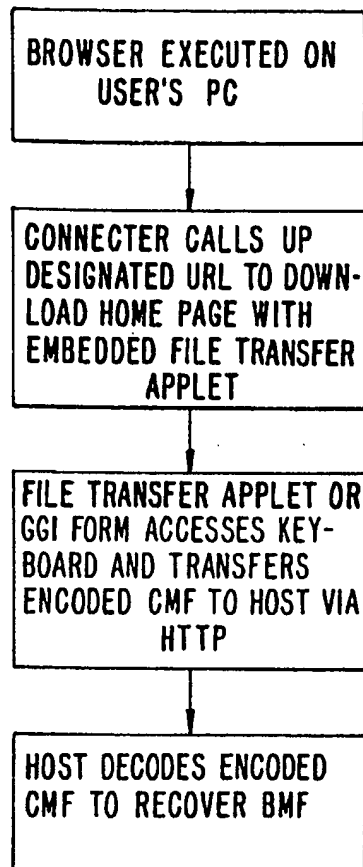 BROWSER EXECUTED ON
USER'S PC
CONNECTER CALLS UP
DESIGNATED URL TO DOWN-
LOAD HOME PAGE WITH
EMBEDDED FILE TRANSFER
APPLET
FILE TRANSFER APPLET OR
GGI FORM ACCESSES KEY-
BOARD AND TRANSFERS
ENCODED CMF TO HOST VIA
HTTP
HOST DECODES ENCODED
CMF TO RECOVER BMF